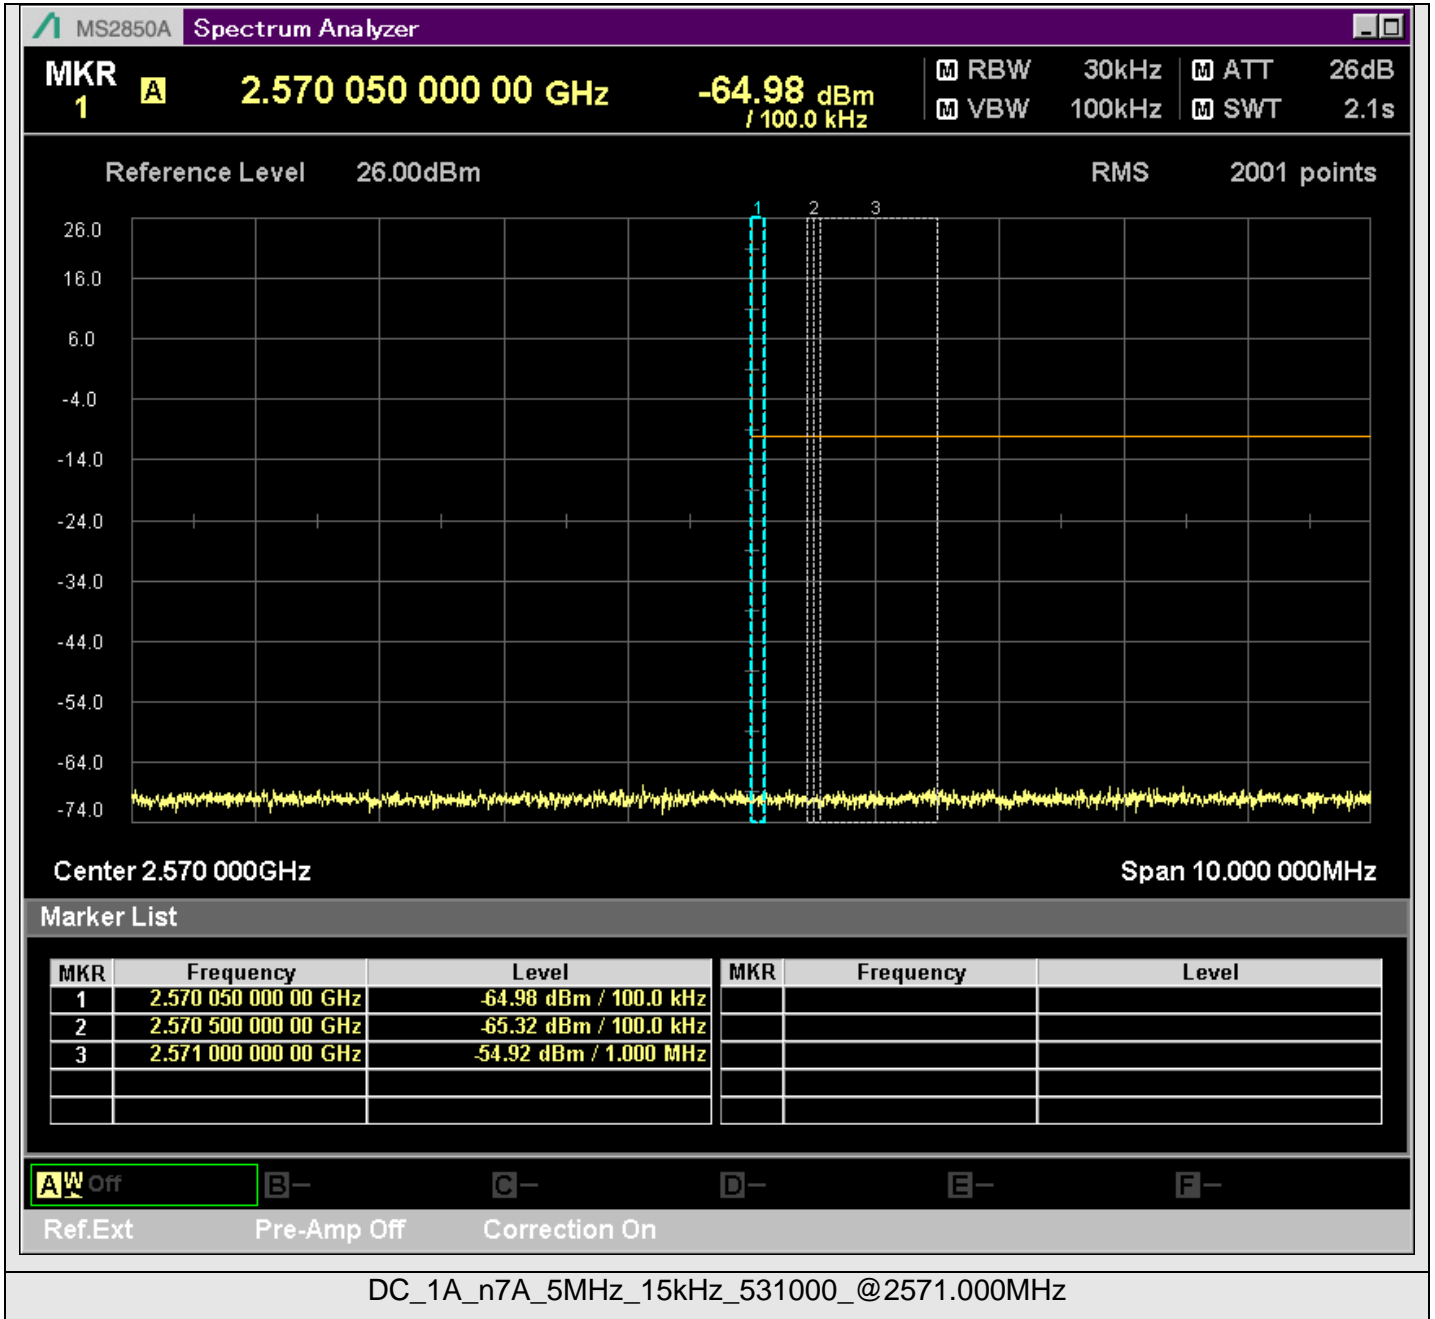 MS2850A Spectrum Analyzer
MKR 1 A 2.570 050 000 00 GHz -64.98 dBm / 100.0 kHz
M RBW 30kHz M ATT 26dB
M VBW 100kHz M SWT 2.1s
Reference Level 26.00dBm RMS 2001 points
1 2 3
26.0
16.0
6.0
-4.0
-14.0
-24.0
-34.0
-44.0
-54.0
-64.0
-74.0
Center 2.570 000GHz Span 10.000 000MHz
Marker List
MKR Frequency Level MKR Frequency Level
1 2.570 050 000 00 GHz -64.98 dBm / 100.0 kHz
2 2.570 500 000 00 GHz -65.32 dBm / 100.0 kHz
3 2.571 000 000 00 GHz -54.92 dBm / 1.000 MHz
A W Off B – C – D – E – F –
Ref.Ext Pre-Amp Off Correction On
DC_1A_n7A_5MHz_15kHz_531000_@2571.000MHz